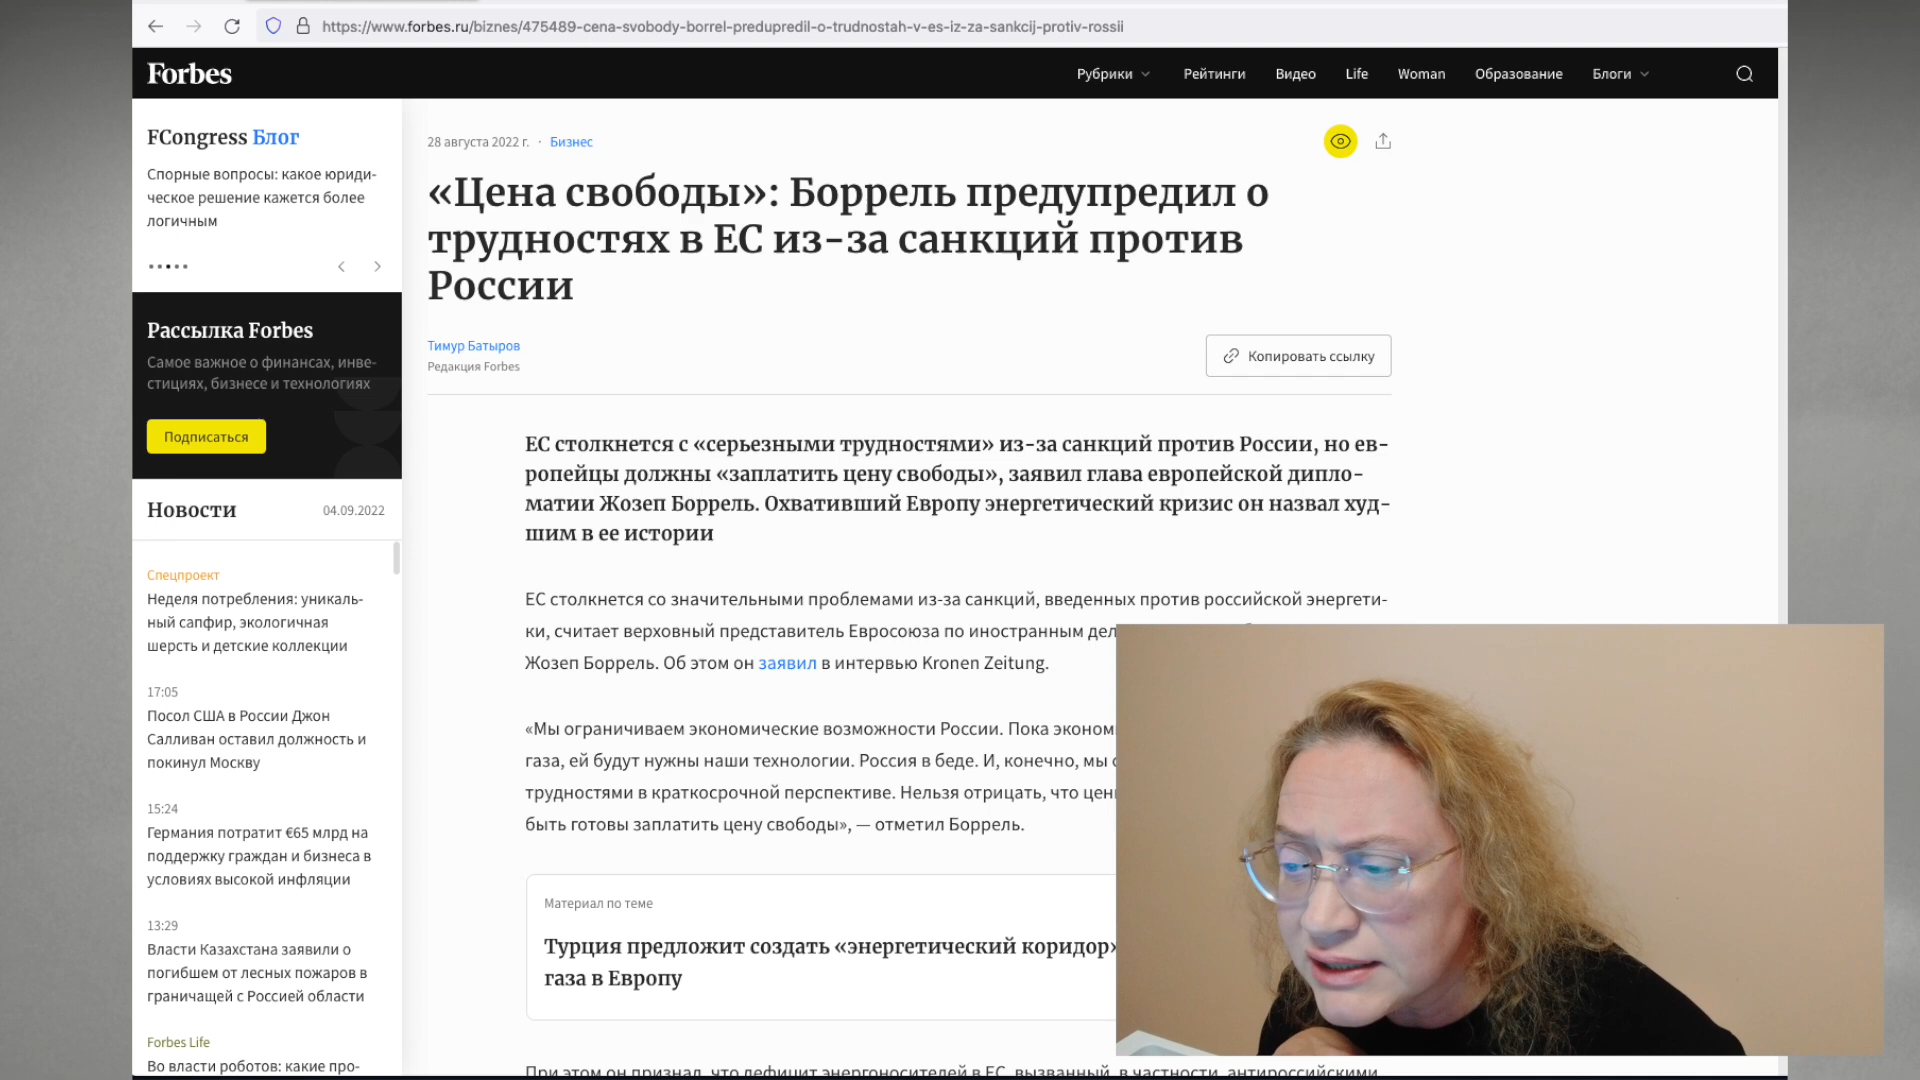 https://www.forbes.ru/biznes/475489-cena-svobody-borrel-predupredil-o-trudnostah-v-es-iz-za-sankcij-protiv-rossii
Forbes
Рубрики
Рейтинги
Видео
Life
Woman
Образование
Блоги
FCongress Блог
Спорные вопросы: какое юриди-
ческое решение кажется более
логичным
Рассылка Forbes
Самое важное о финансах, инве-
стициях, бизнесе и технологиях
Подписаться
Новости
04.09.2022
Спецпроект
Неделя потребления: уникаль-
ный сапфир, экологичная
шерсть и детские коллекции
17:05
Посол США в России Джон
Салливан оставил должность и
покинул Москву
15:24
Германия потратит €65 млрд на
поддержку граждан и бизнеса в
условиях высокой инфляции
13:29
Власти Казахстана заявили о
погибшем от лесных пожаров в
граничащей с Россией области
Forbes Life
Во власти роботов: какие про-
28 августа 2022 г. · Бизнес
«Цена свободы»: Боррель предупредил о
трудностях в ЕС из-за санкций против
России
Тимур Батыров
Редакция Forbes
Копировать ссылку
ЕС столкнется с «серьезными трудностями» из-за санкций против России, но ев-
ропейцы должны «заплатить цену свободы», заявил глава европейской дипло-
матии Жозеп Боррель. Охвативший Европу энергетический кризис он назвал худ-
шим в ее истории
ЕС столкнется со значительными проблемами из-за санкций, введенных против российской энергети-
ки, считает верховный представитель Евросоюза по иностранным дел
Жозеп Боррель. Об этом он заявил в интервью Kronen Zeitung.
«Мы ограничиваем экономические возможности России. Пока эконом
газа, ей будут нужны наши технологии. Россия в беде. И, конечно, мы
трудностями в краткосрочной перспективе. Нельзя отрицать, что цен
быть готовы заплатить цену свободы», — отметил Боррель.
Материал по теме
Турция предложит создать «энергетический коридор»
газа в Европу
При этом он признал, что дефицит энергоносителей в ЕС, вызванный, в частности, антироссийскими